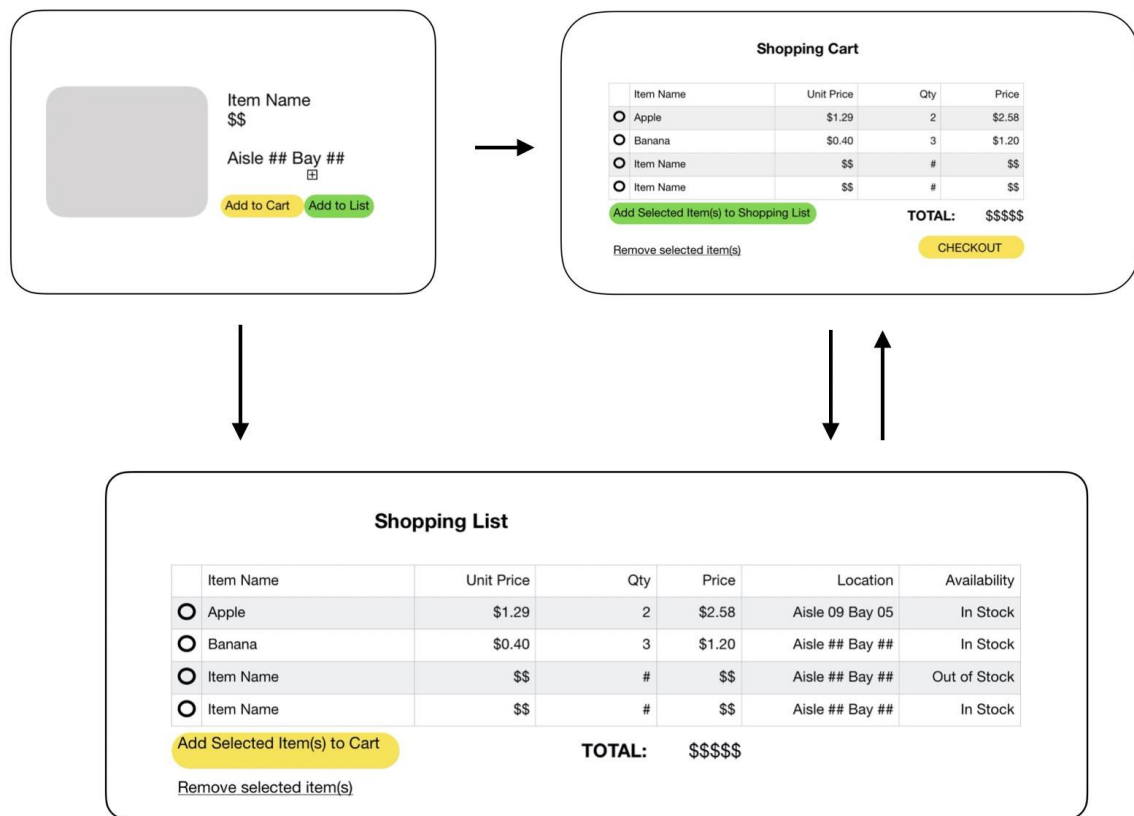 Item Name
$$
Aisle ## Bay ##
Add to Cart Add to List
Shopping Cart
Item Name Unit Price Qty Price
Apple $1.29 2 $2.58
Banana $0.40 3 $1.20
Item Name $$ # $$
Item Name $$ # $$
Add Selected Item(s) to Shopping List TOTAL: $$$$$
Remove selected item(s) CHECKOUT
Shopping List
Item Name Unit Price Qty Price Location Availability
Apple $1.29 2 $2.58 Aisle 09 Bay 05 In Stock
Banana $0.40 3 $1.20 Aisle ## Bay ## In Stock
Item Name $$ # $$ Aisle ## Bay ## Out of Stock
Item Name $$ # $$ Aisle ## Bay ## In Stock
Add Selected Item(s) to Cart TOTAL: $$$$$
Remove selected item(s)